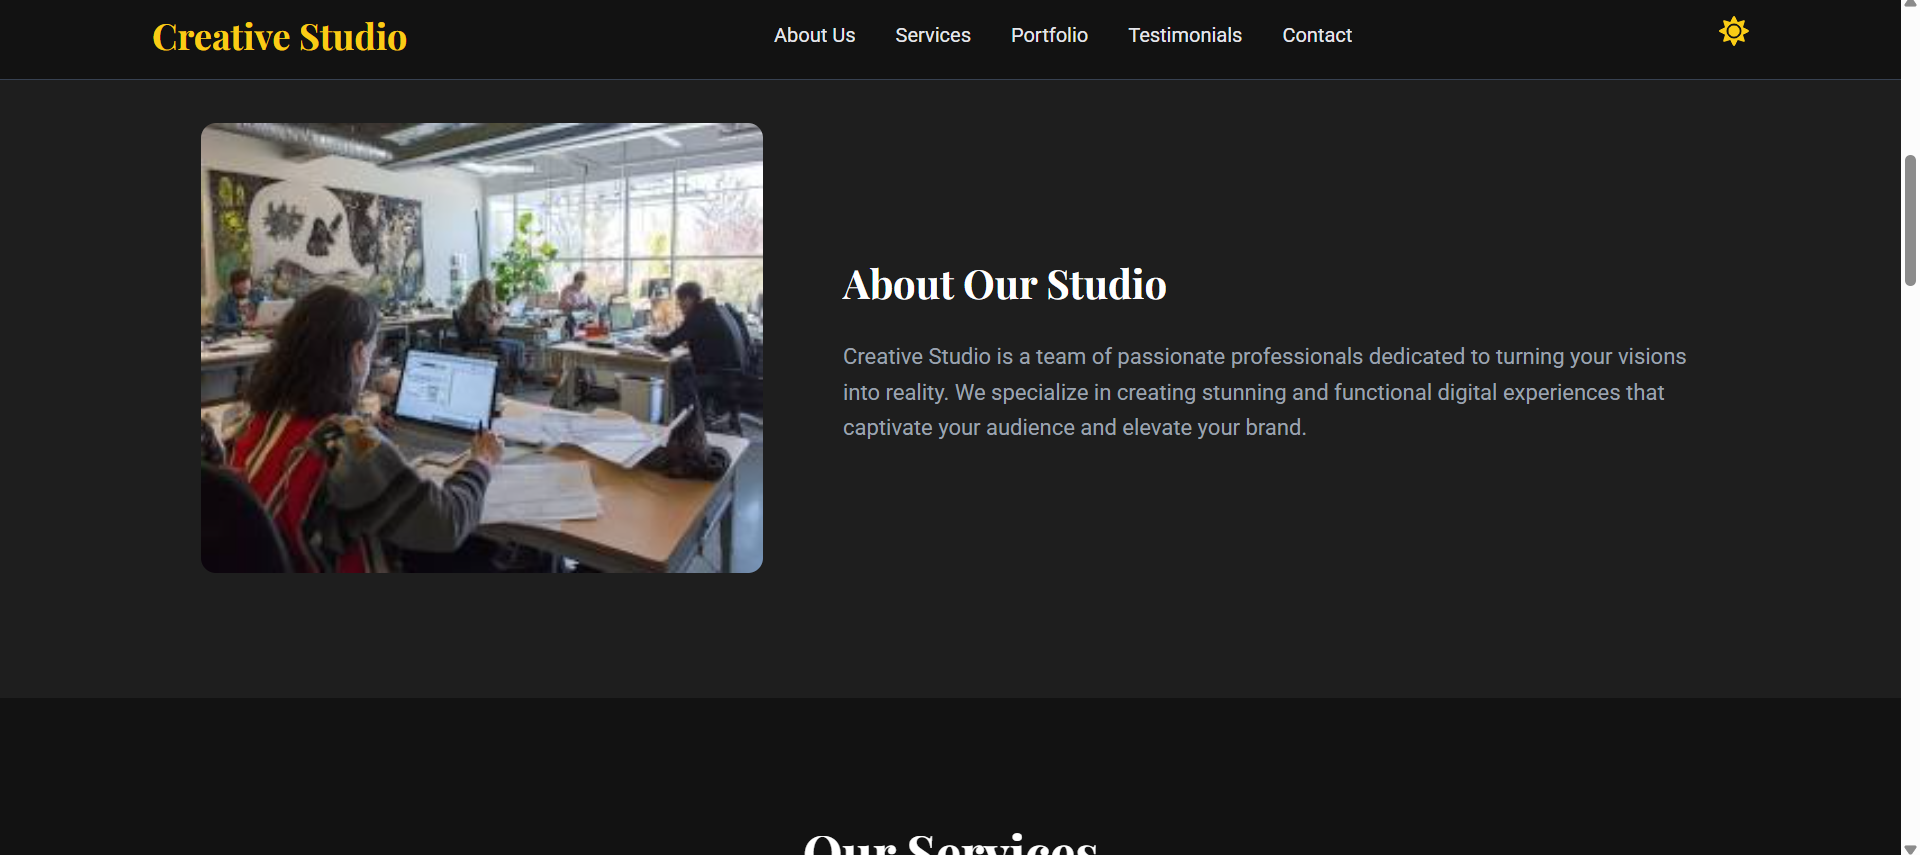 Creative Studio
About Us
Services
Portfolio
Testimonials
Contact
About Our Studio
Creative Studio is a team of passionate professionals dedicated to turning your visions
into reality. We specialize in creating stunning and functional digital experiences that
captivate your audience and elevate your brand.
Our Services